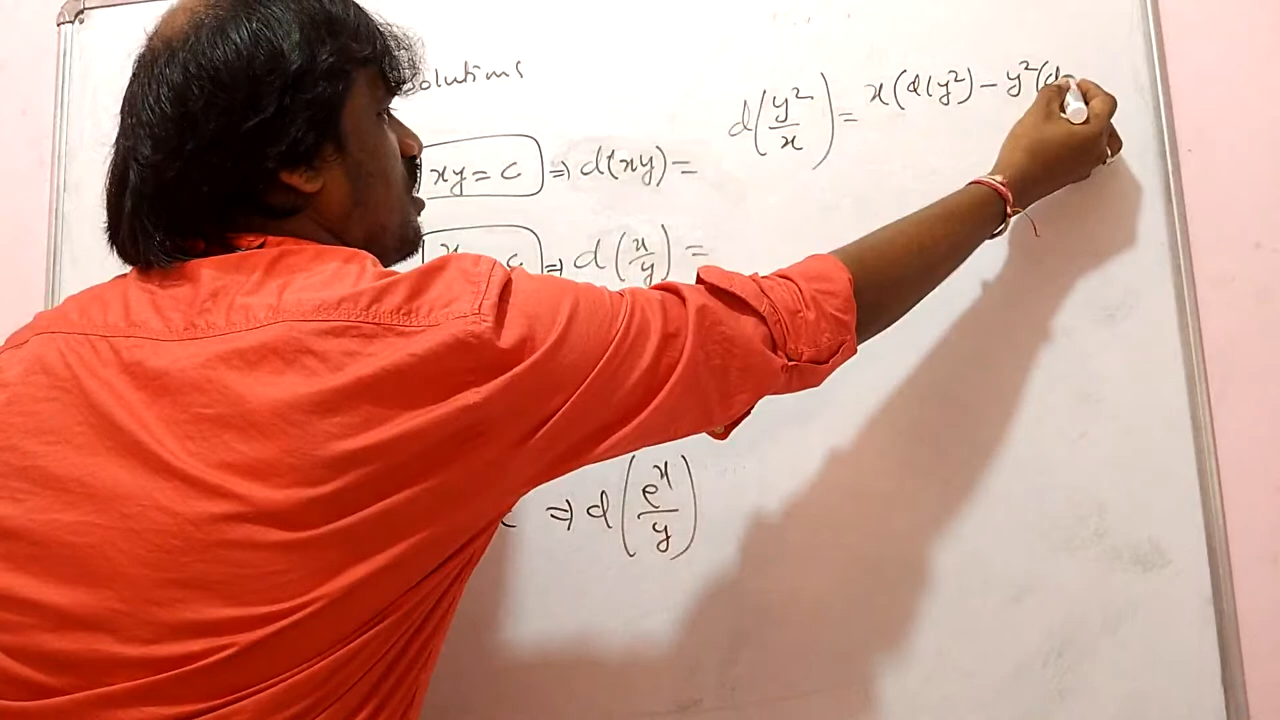 solutions
d(y²/x) = x(d(y²) - y²(d
xy = c ⇒ d(xy) =
⇒ d(x/y) =
⇒ d(eˣ/y)